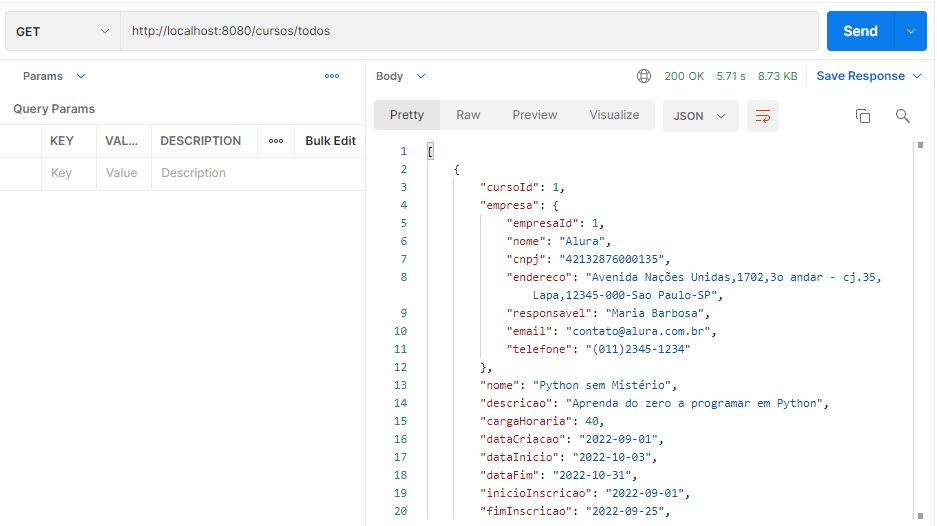 GET http://localhost:8080/cursos/todos Send
Params Body 200 OK 5.71 s 8.73 KB Save Response
Query Params Pretty Raw Preview Visualize JSON
KEY VAL... DESCRIPTION ooo Bulk Edit
Key Value Description
1 [
2 {
3 "cursoId": 1,
4 "empresa": {
5 "empresaId": 1,
6 "nome": "Alura",
7 "cnpj": "42132876000135",
8 "endereco": "Avenida Nações Unidas,1702,3o andar - cj.35,
Lapa,12345-000-Sao Paulo-SP",
9 "responsavel": "Maria Barbosa",
10 "email": "contato@alura.com.br",
11 "telefone": "(011)2345-1234"
12 },
13 "nome": "Python sem Mistério",
14 "descricao": "Aprenda do zero a programar em Python",
15 "cargaHoraria": 40,
16 "dataCriacao": "2022-09-01",
17 "dataInicio": "2022-10-03",
18 "dataFim": "2022-10-31",
19 "inicioInscricao": "2022-09-01",
20 "fimInscricao": "2022-09-25",